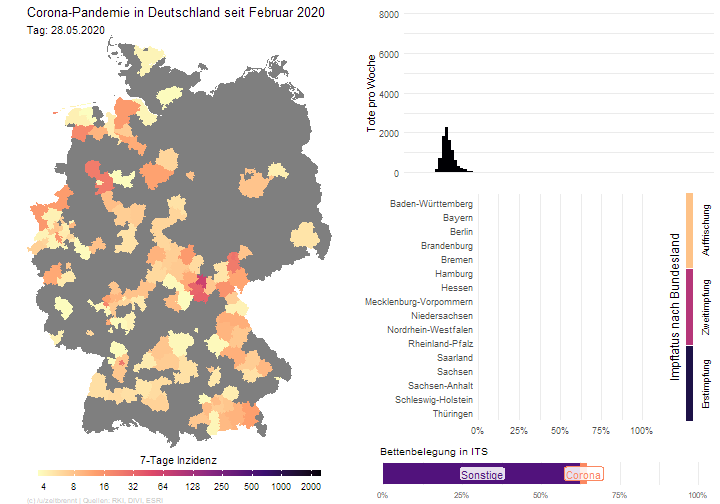 Corona-Pandemie in Deutschland seit Februar 2020
Tag: 28.05.2020
7-Tage Inzidenz
4 8 16 32 64 120 240 500 1000 2000
(c) /u/zeitbrennt | Quellen: RKI, DIVI, ESRI
Tote pro Woche
8000
6000
4000
2000
0
Baden-Württemberg
Bayern
Berlin
Brandenburg
Bremen
Hamburg
Hessen
Mecklenburg-Vorpommern
Niedersachsen
Nordrhein-Westfalen
Rheinland-Pfalz
Saarland
Sachsen
Sachsen-Anhalt
Schleswig-Holstein
Thüringen
0% 25% 50% 75% 100%
Impfstatus nach Bundesland
Auffrischung
Zweitimpfung
Erstimpfung
Bettenbelegung in ITS
Sonstige
Corona
0% 25% 50% 75% 100%